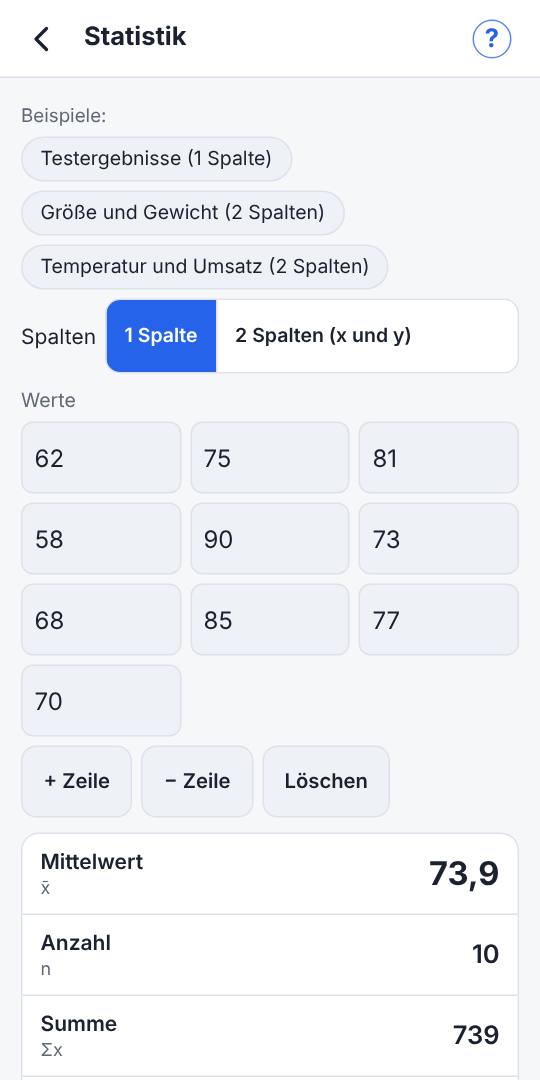 Statistik
?
Beispiele:
Testergebnisse (1 Spalte)
Größe und Gewicht (2 Spalten)
Temperatur und Umsatz (2 Spalten)
Spalten 1 Spalte 2 Spalten (x und y)
Werte
62 75 81
58 90 73
68 85 77
70
+ Zeile − Zeile Löschen
Mittelwert 73,9
x̄
Anzahl 10
n
Summe 739
Σx